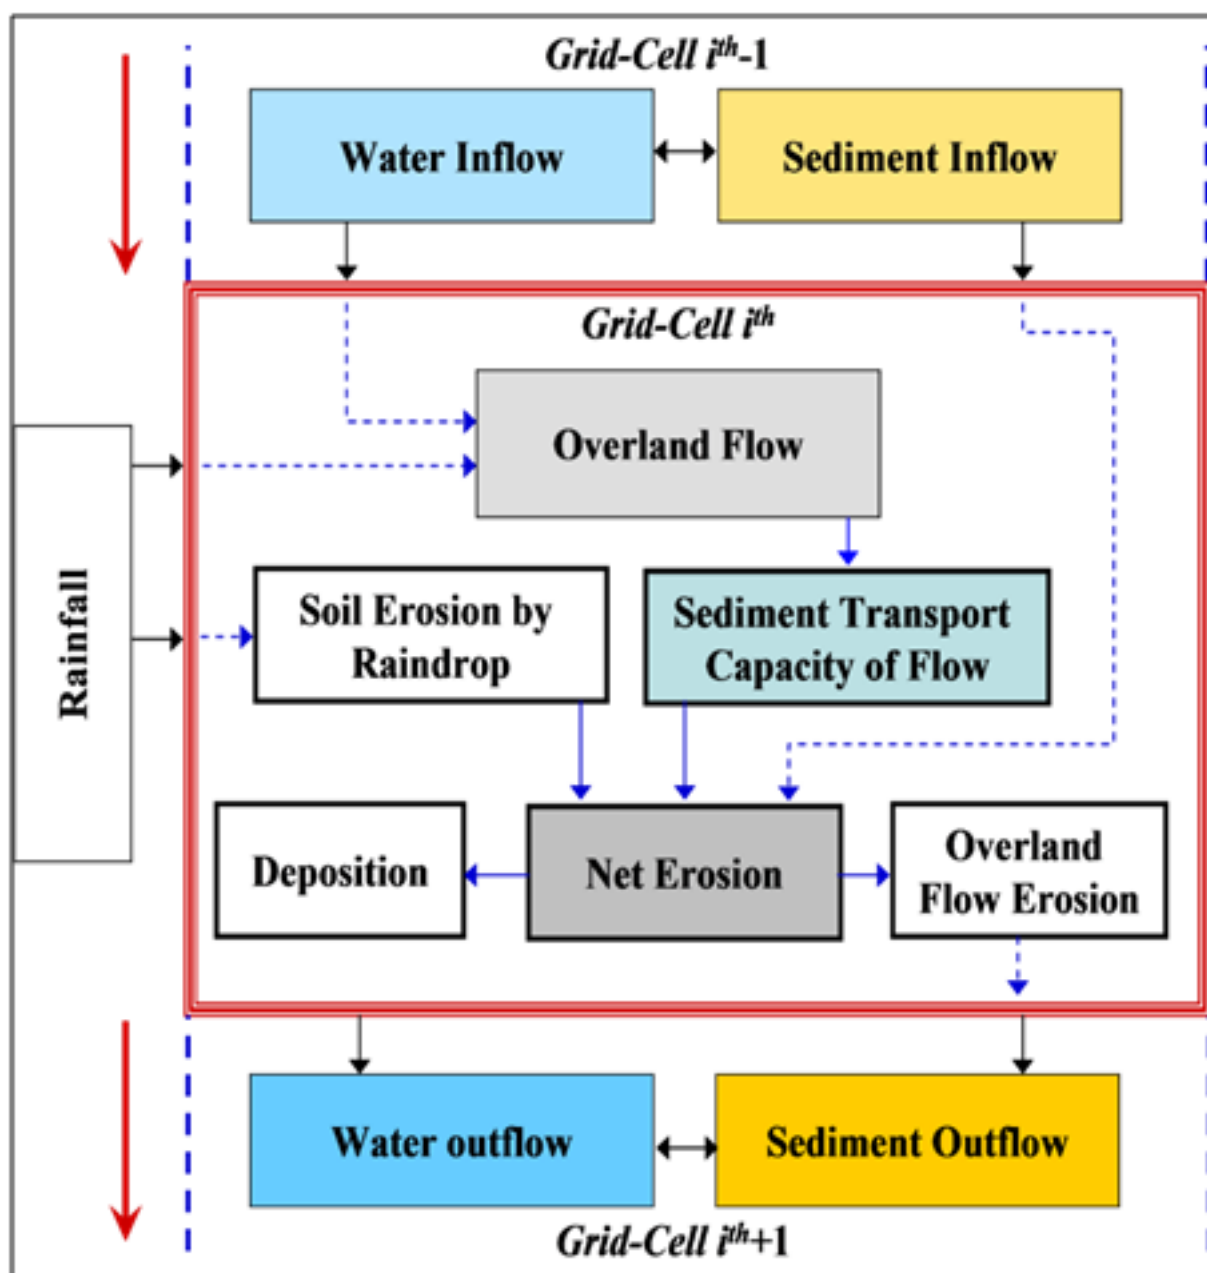 Grid-Cell iᵗʰ-1
Water Inflow
Sediment Inflow
Grid-Cell iᵗʰ
Overland Flow
Rainfall
Soil Erosion by
Raindrop
Sediment Transport
Capacity of Flow
Deposition
Net Erosion
Overland
Flow Erosion
Water outflow
Sediment Outflow
Grid-Cell iᵗʰ+1